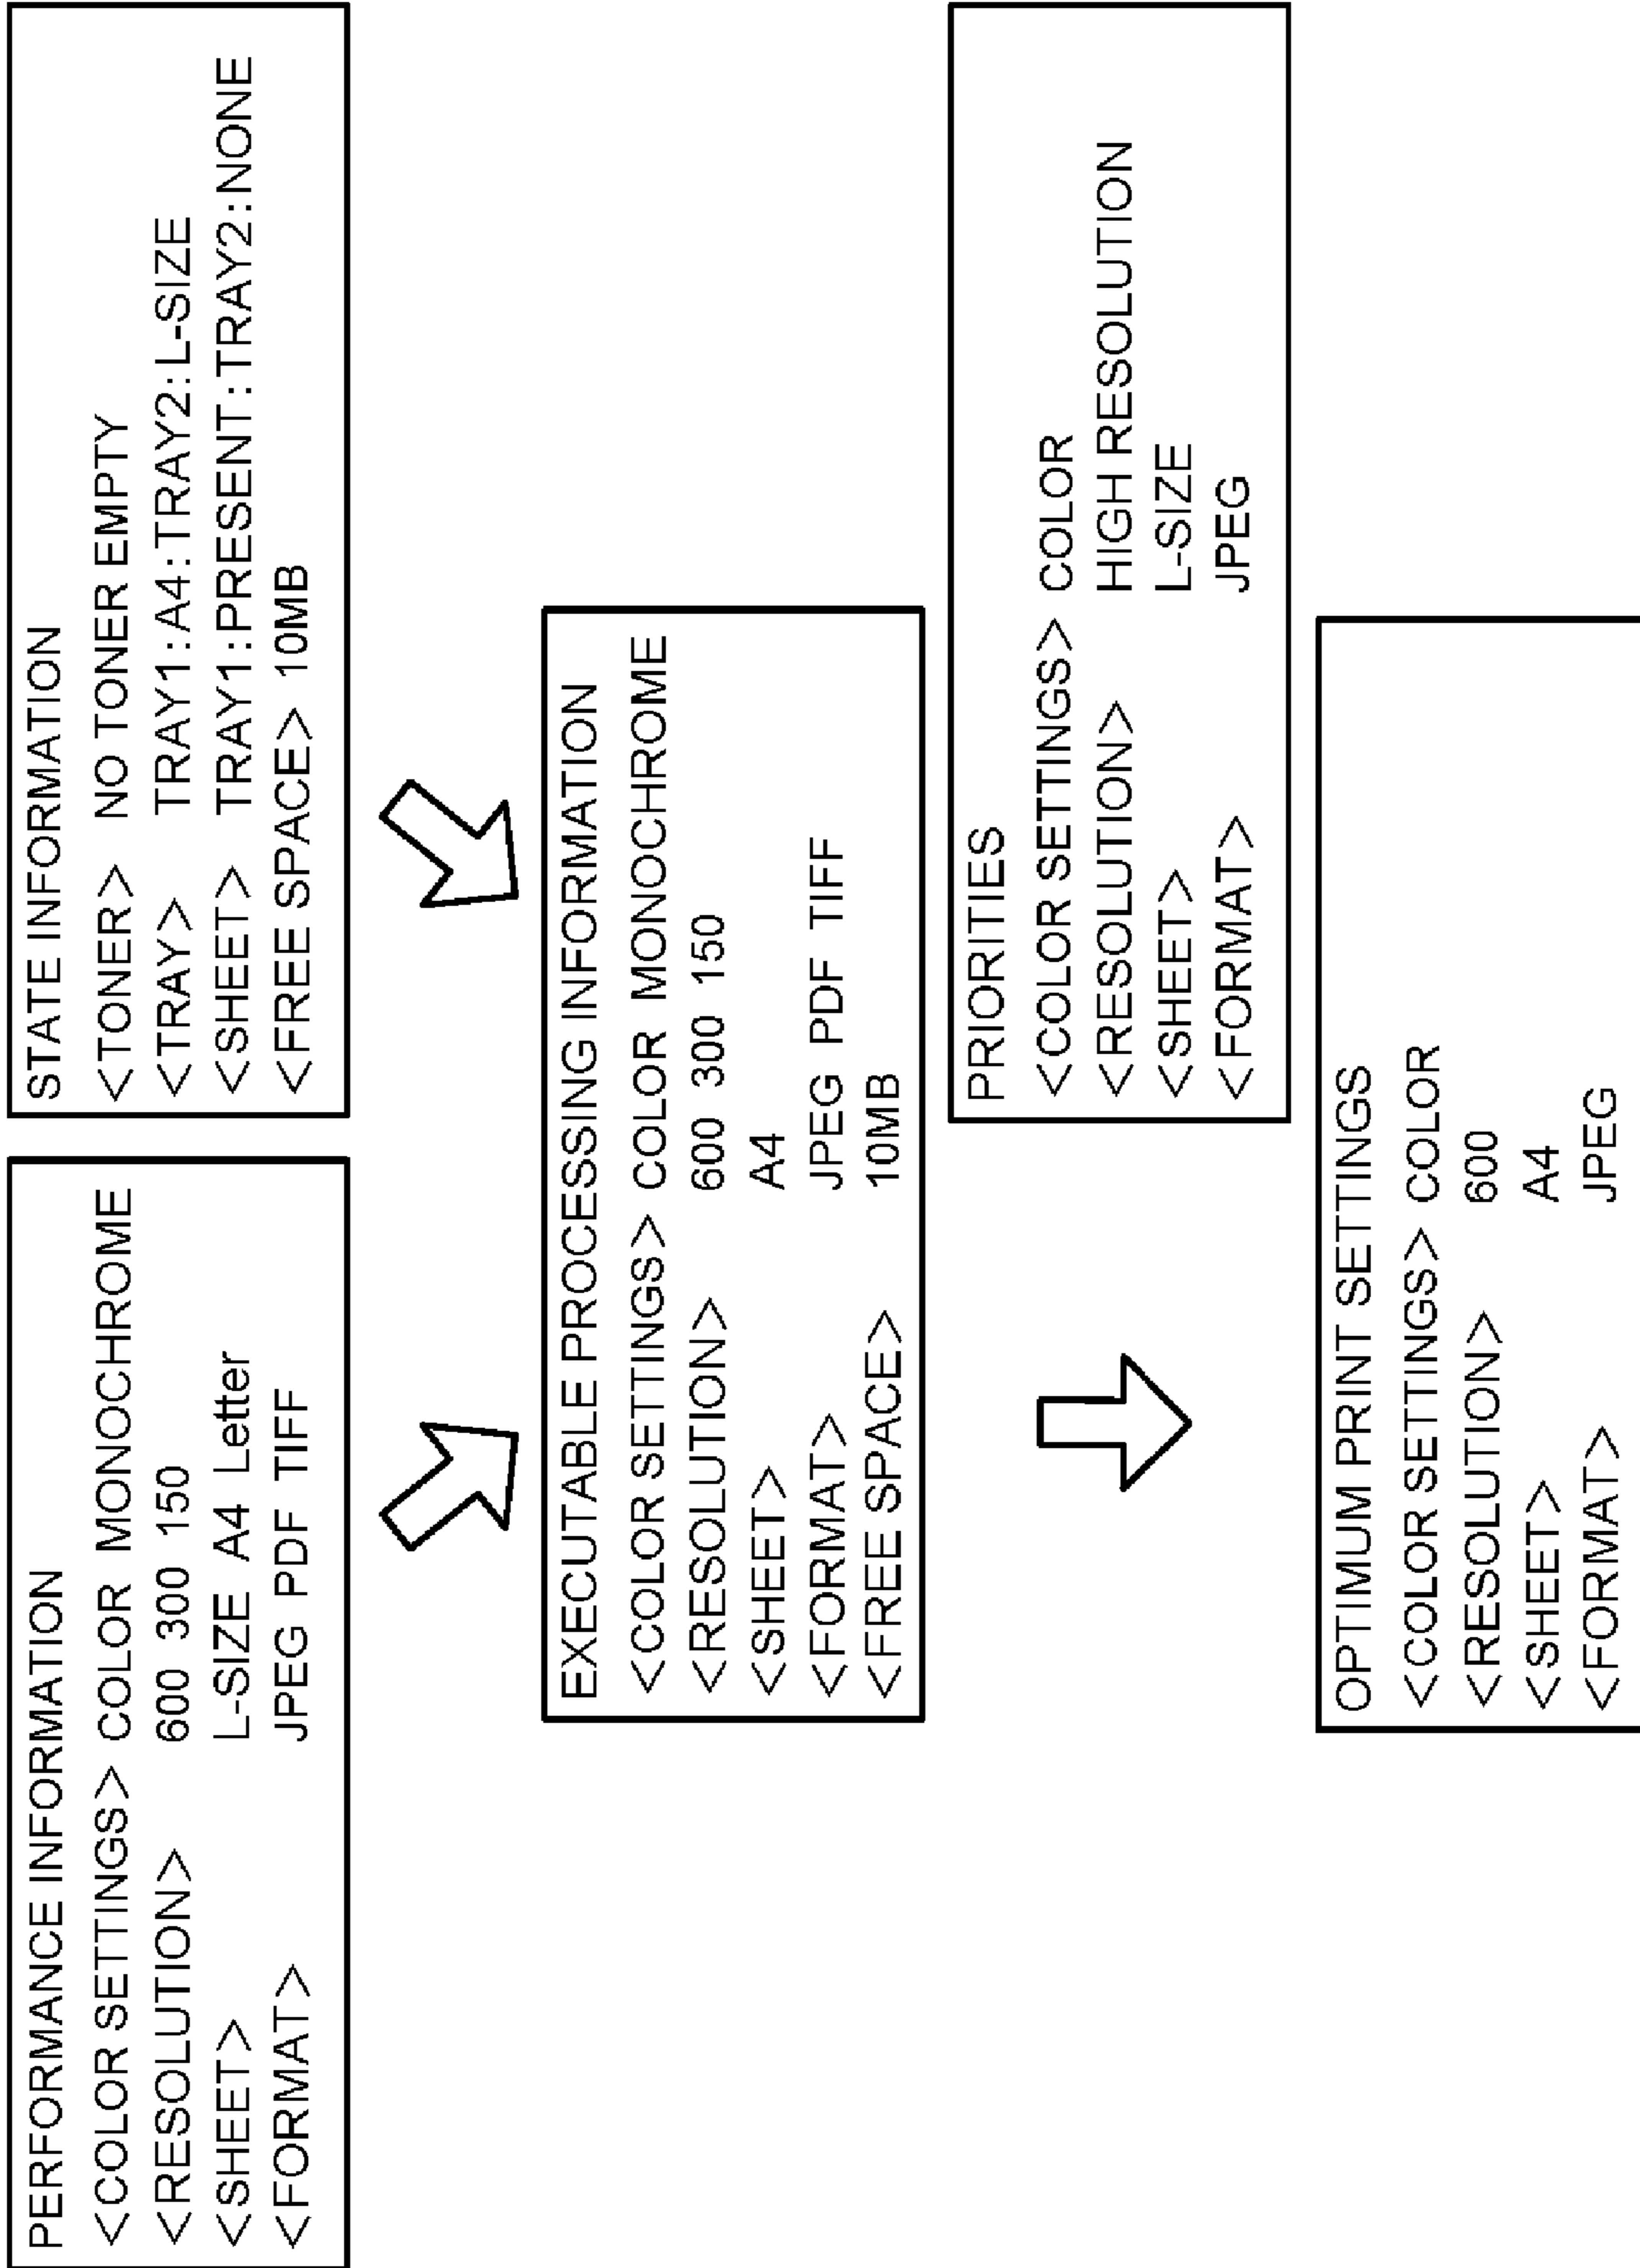 PERFORMANCE INFORMATION
<COLOR SETTINGS> COLOR MONOCHROME
<RESOLUTION> 600 300 150
<SHEET> L-SIZE A4 Letter
<FORMAT> JPEG PDF TIFF
STATE INFORMATION
<TONER> NO TONER EMPTY
<TRAY> TRAY1::A4::TRAY2::L-SIZE
<SHEET> TRAY1::PRESENT::TRAY2::NONE
<FREE SPACE> 10MB
EXECUTABLE PROCESSING INFORMATION
<COLOR SETTINGS> COLOR MONOCHROME
<RESOLUTION> 600 300 150
<SHEET> A4
<FORMAT> JPEG PDF TIFF
<FREE SPACE> 10MB
PRIORITIES
<COLOR SETTINGS> COLOR
<RESOLUTION> HIGH RESOLUTION
<SHEET> L-SIZE
<FORMAT> JPEG
OPTIMUM PRINT SETTINGS
<COLOR SETTINGS> COLOR
<RESOLUTION> 600
<SHEET> A4
<FORMAT> JPEG